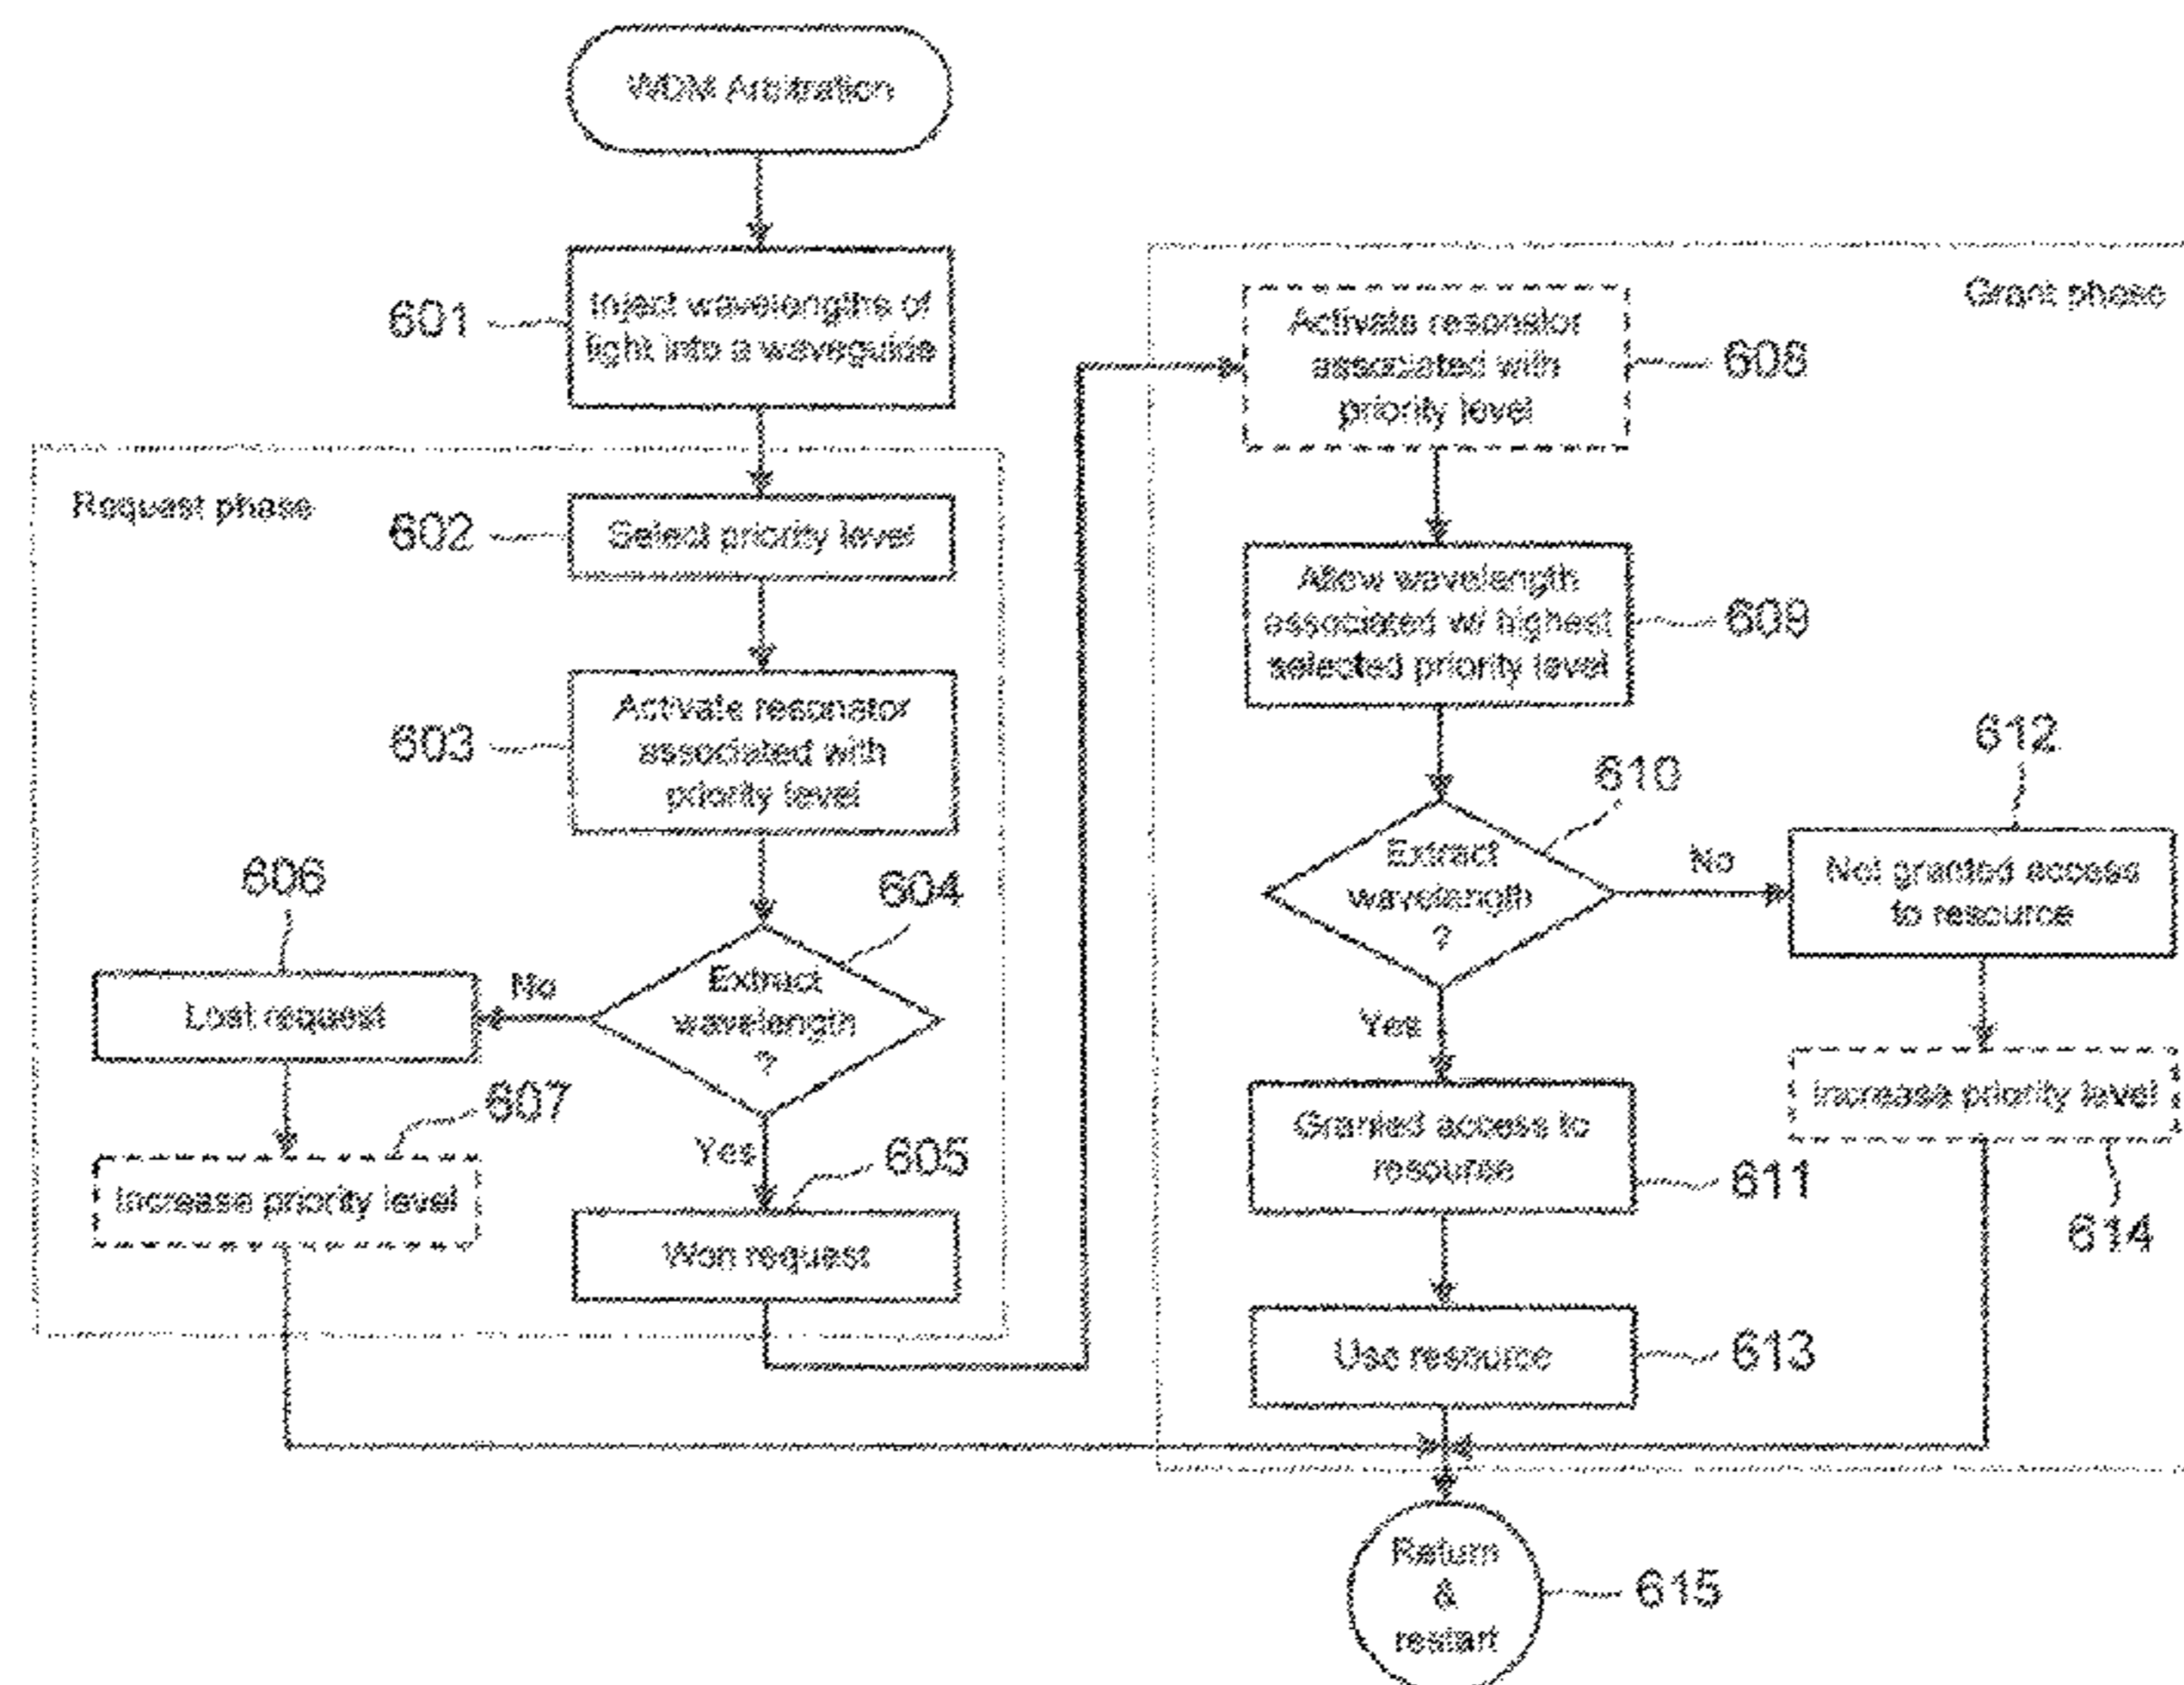 WDM Arbitration
601
Inject wavelengths of
light into a waveguide
Request phase
602
Select priority level
603
Activate resonator
associated with
priority level
604
Extract
wavelength
?
No
606
Lost request
607
Increase priority level
Yes
605
Won request
Grant phase
Activate resonator
associated with
priority level
608
Allow wavelength
associated w/ highest
selected priority level
609
610
Extract
wavelength
?
No
612
Not granted access
to resource
Increase priority level
614
Yes
Granted access to
resource
611
Use resource
613
Return
&
restart
615